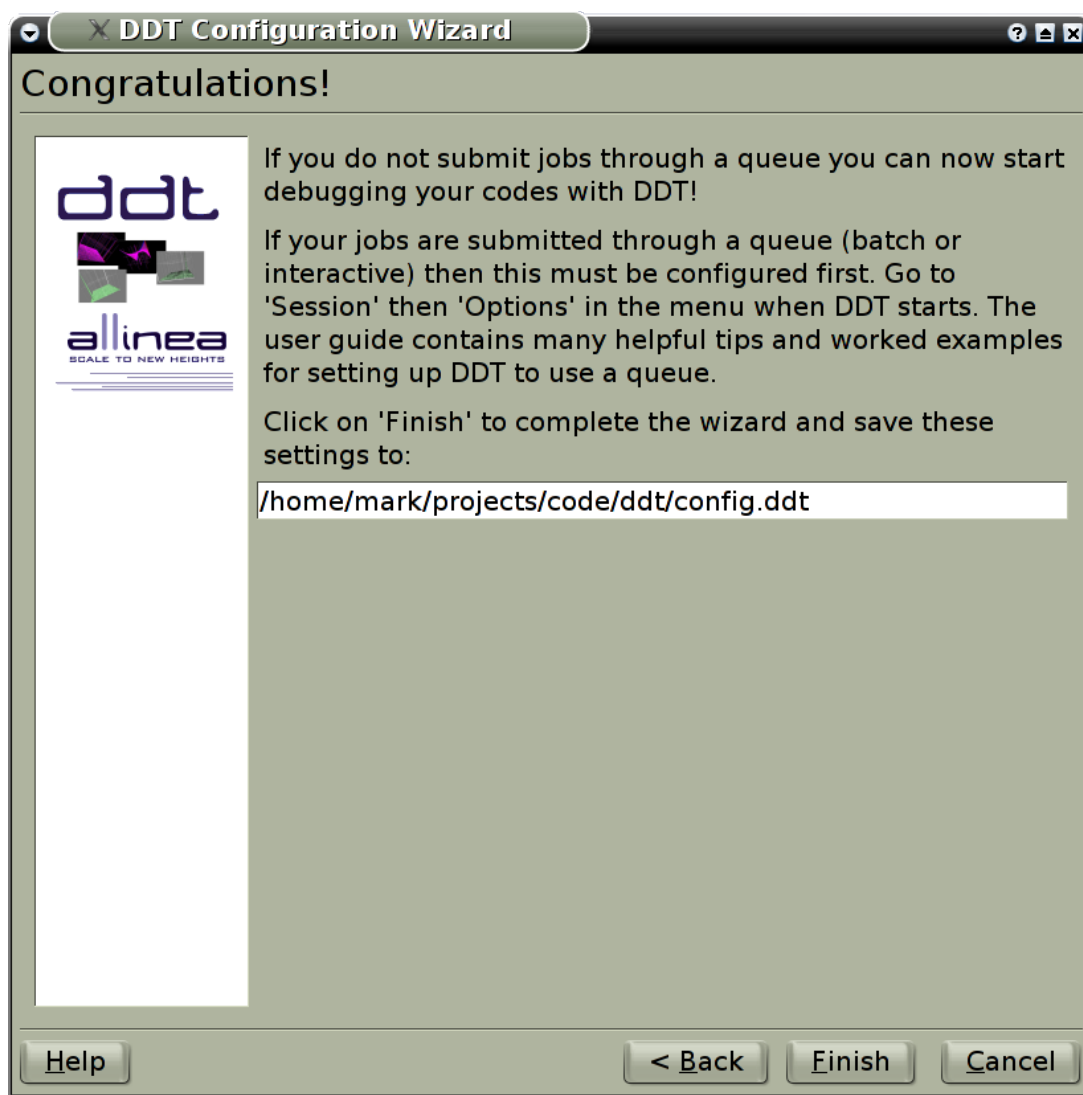 DDT Configuration Wizard
Congratulations!
ddt
allinea
SCALE TO NEW HEIGHTS
If you do not submit jobs through a queue you can now start
debugging your codes with DDT!
If your jobs are submitted through a queue (batch or
interactive) then this must be configured first. Go to
'Session' then 'Options' in the menu when DDT starts. The
user guide contains many helpful tips and worked examples
for setting up DDT to use a queue.
Click on 'Finish' to complete the wizard and save these
settings to:
/home/mark/projects/code/ddt/config.ddt
Help
< Back
Finish
Cancel